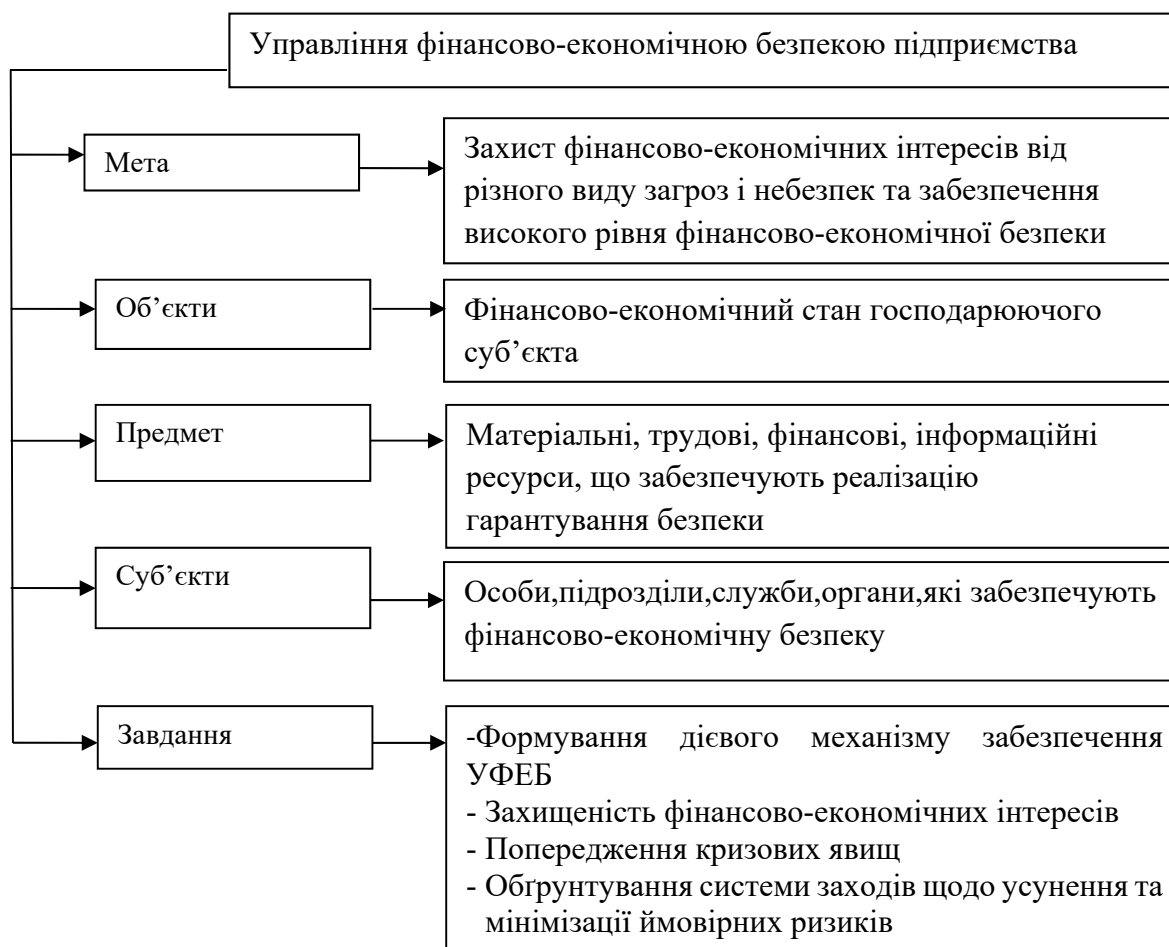 Управління фінансово-економічною безпекою підприємства
Мета
Захист фінансово-економічних інтересів від
різного виду загроз і небезпек та забезпечення
високого рівня фінансово-економічної безпеки
Об’єкти
Фінансово-економічний стан господарюючого
суб’єкта
Предмет
Матеріальні, трудові, фінансові, інформаційні
ресурси, що забезпечують реалізацію
гарантування безпеки
Суб’єкти
Особи,підрозділи,служби,органи,які забезпечують
фінансово-економічну безпеку
Завдання
-Формування дієвого механізму забезпечення
УФЕБ
- Захищеність фінансово-економічних інтересів
- Попередження кризових явищ
- Обґрунтування системи заходів щодо усунення та
мінімізації ймовірних ризиків